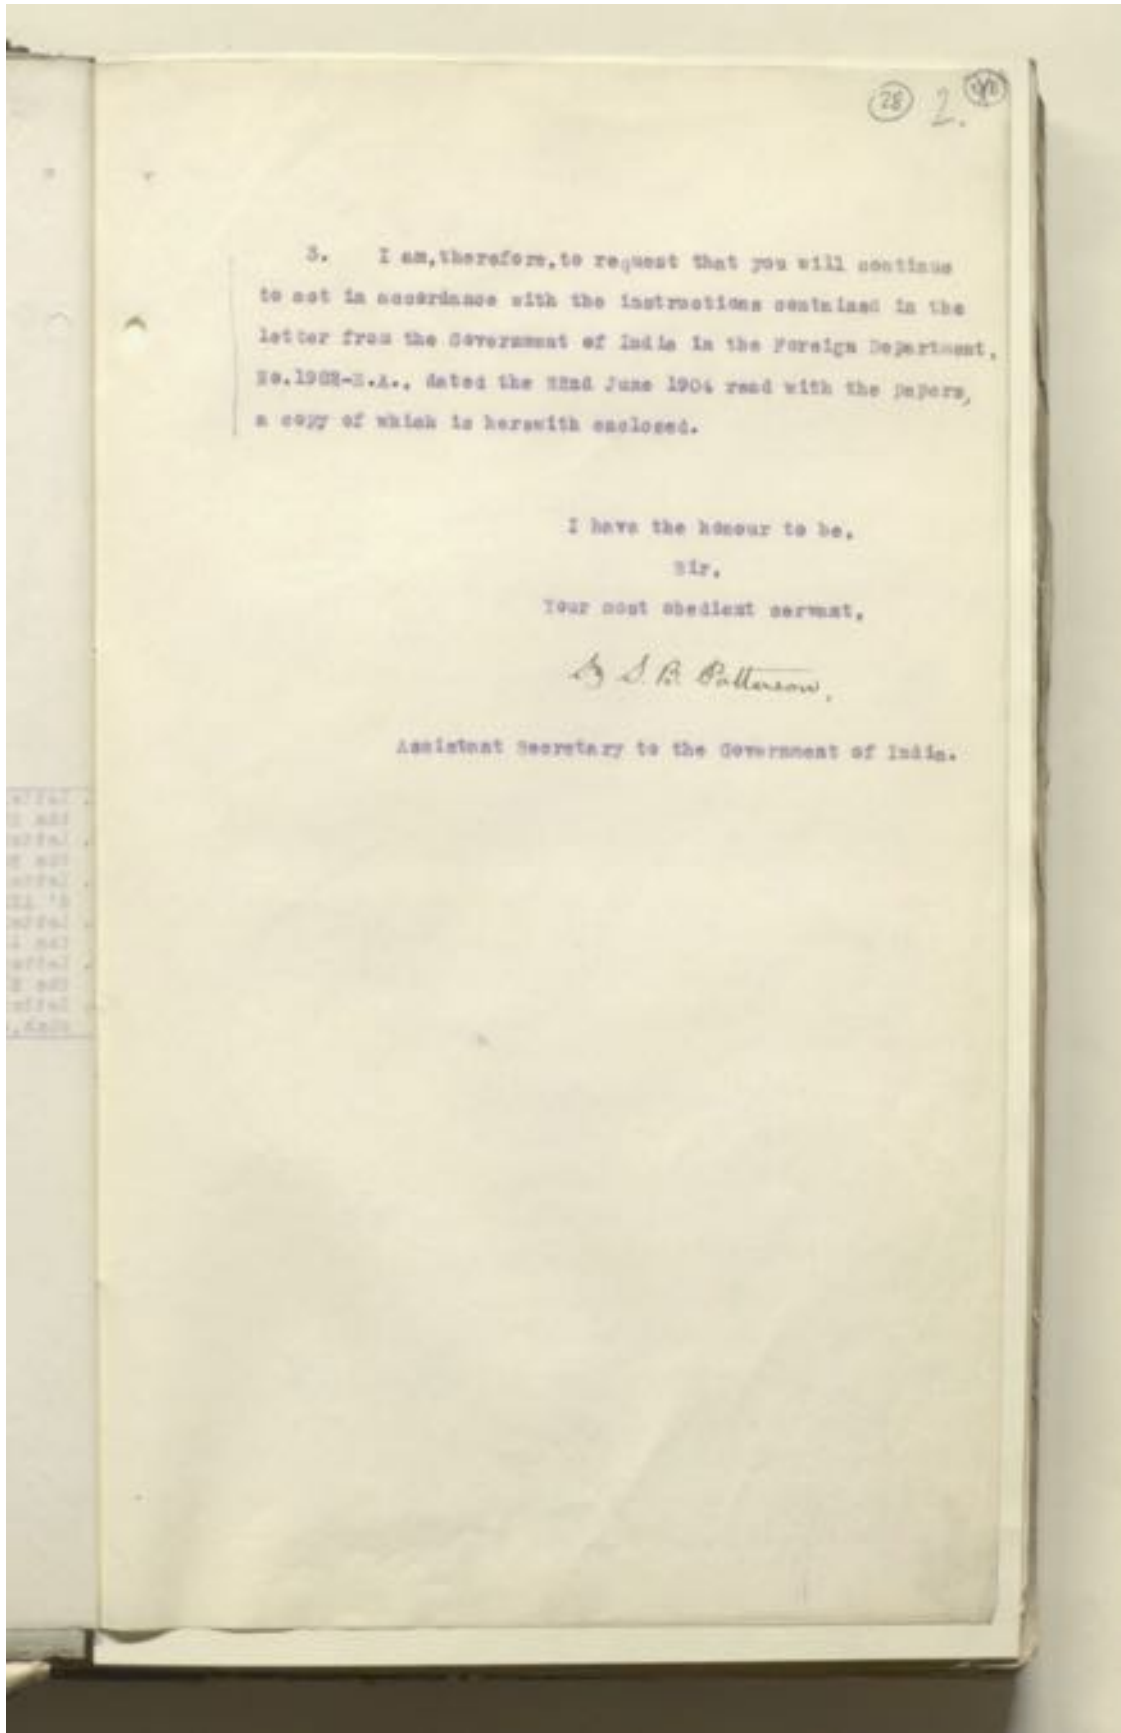 28 2.
3. I am, therefore, to request that you will continue
to act in accordance with the instructions contained in the
letter from the Government of India in the Foreign Department,
dated the 22nd June 1904 read with the papers,
a copy of which is herewith enclosed.
I have the honour to be,
Sir,
Your most obedient servant,
S. B. Patterson,
Assistant Secretary to the Government of India.